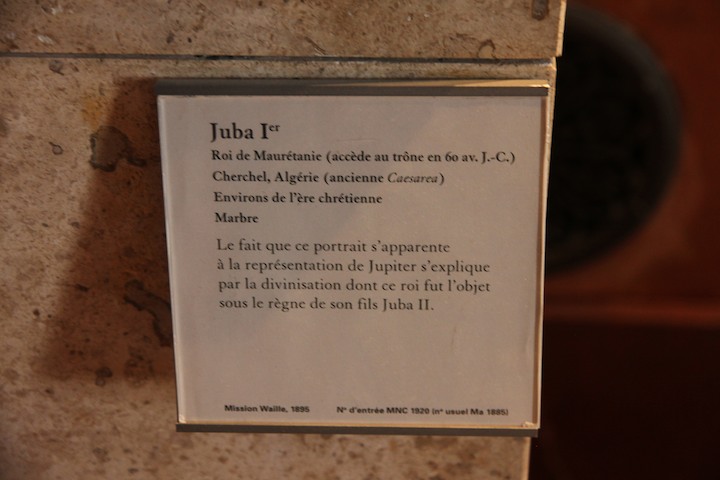 Juba Ier
Roi de Maurétanie (accède au trône en 60 av. J.-C.)
Cherchel, Algérie (ancienne Caesarea)
Environs de l'ère chrétienne
Marbre
Le fait que ce portrait s'apparente
à la représentation de Jupiter s'explique
par la divinisation dont ce roi fut l'objet
sous le règne de son fils Juba II.
Mission Waille, 1895 N° d'entrée MNC 1920 (n° usuel Ma 1885)